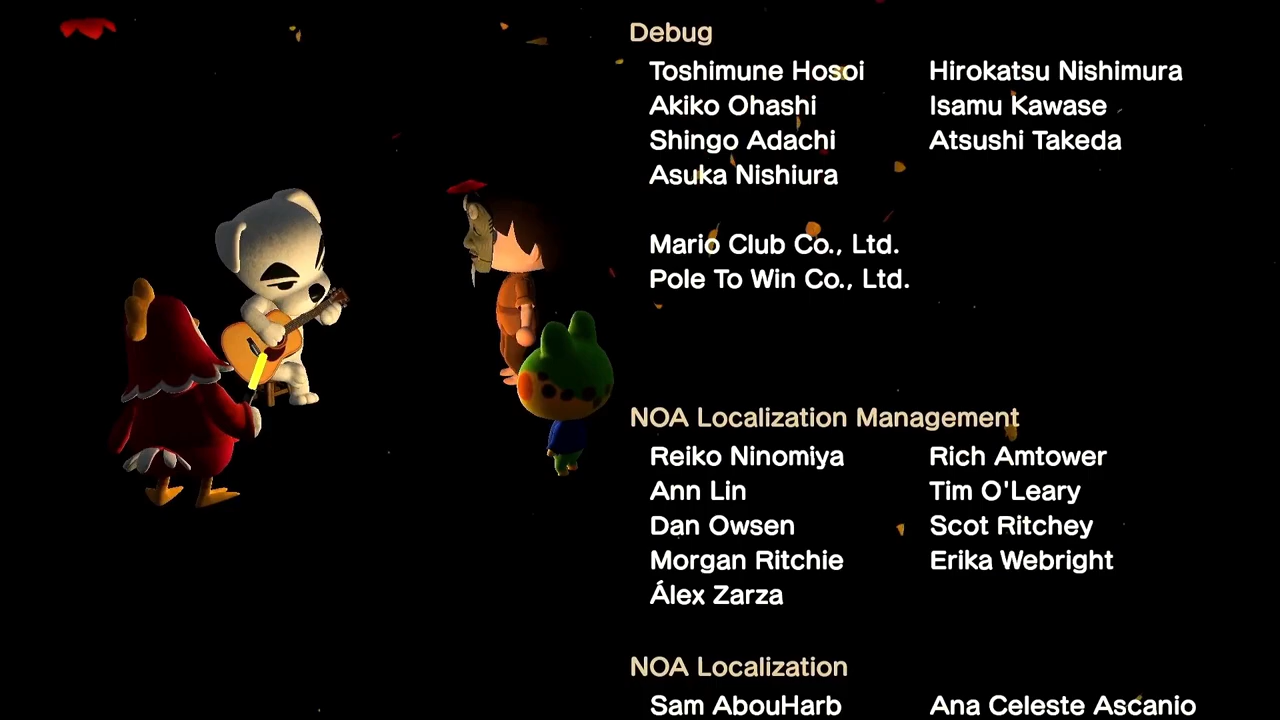 Debug
Toshimune Hosoi Hirokatsu Nishimura
Akiko Ohashi Isamu Kawase
Shingo Adachi Atsushi Takeda
Asuka Nishiura
Mario Club Co., Ltd.
Pole To Win Co., Ltd.
NOA Localization Management
Reiko Ninomiya Rich Amtower
Ann Lin Tim O'Leary
Dan Owsen Scot Ritchey
Morgan Ritchie Erika Webright
Álex Zarza
NOA Localization
Sam AbouHarb Ana Celeste Ascanio